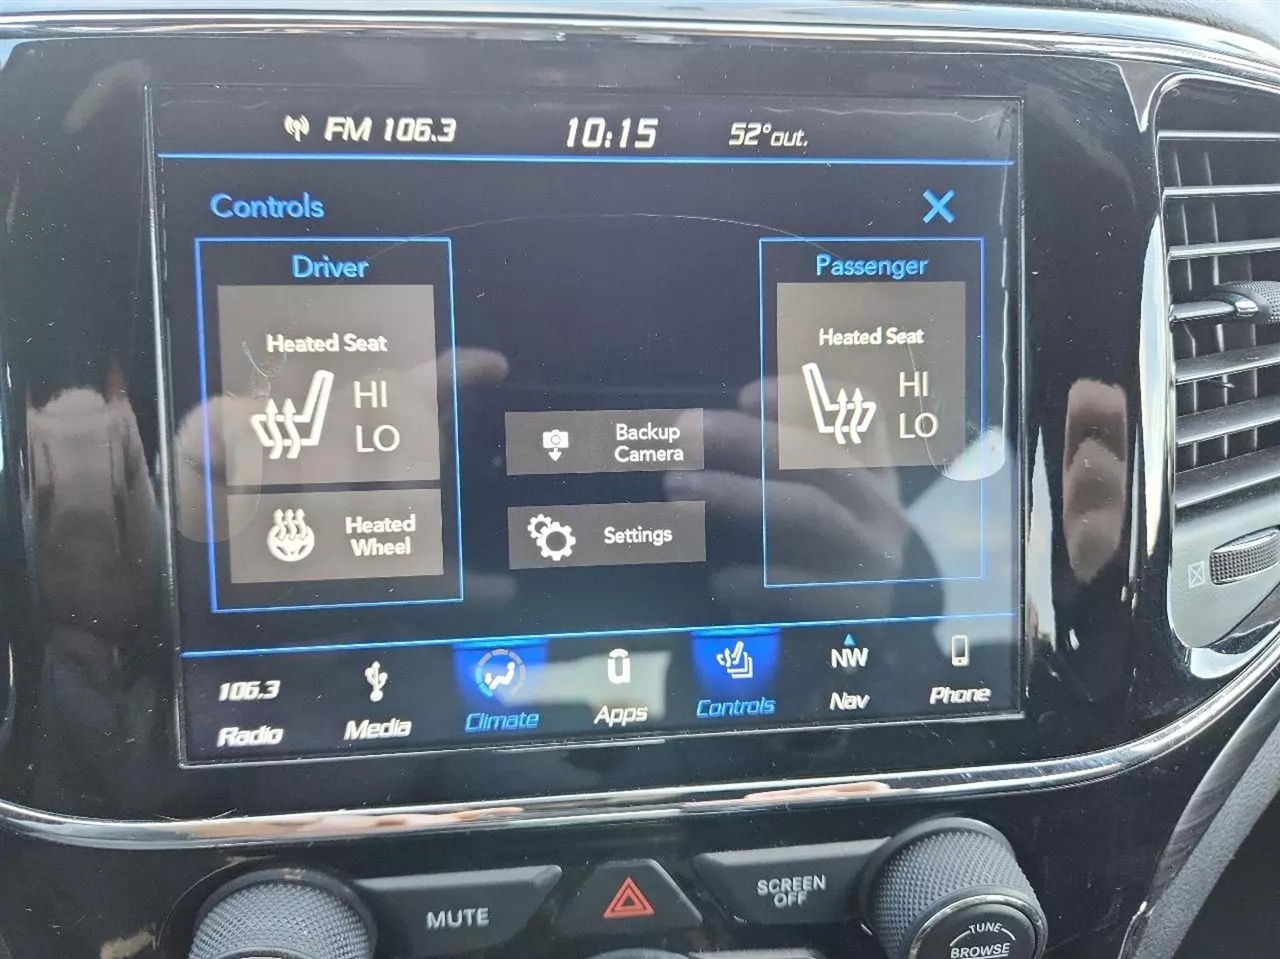 FM 106.3 10:15 52°out.
Controls
Driver
Passenger
Heated Seat
HI
LO
Heated Seat
HI
LO
Backup
Camera
Heated
Wheel
Settings
106.3
NW
Radio Media Climate Apps Controls Nav Phone
MUTE
SCREEN
OFF
TUNE
BROWSE